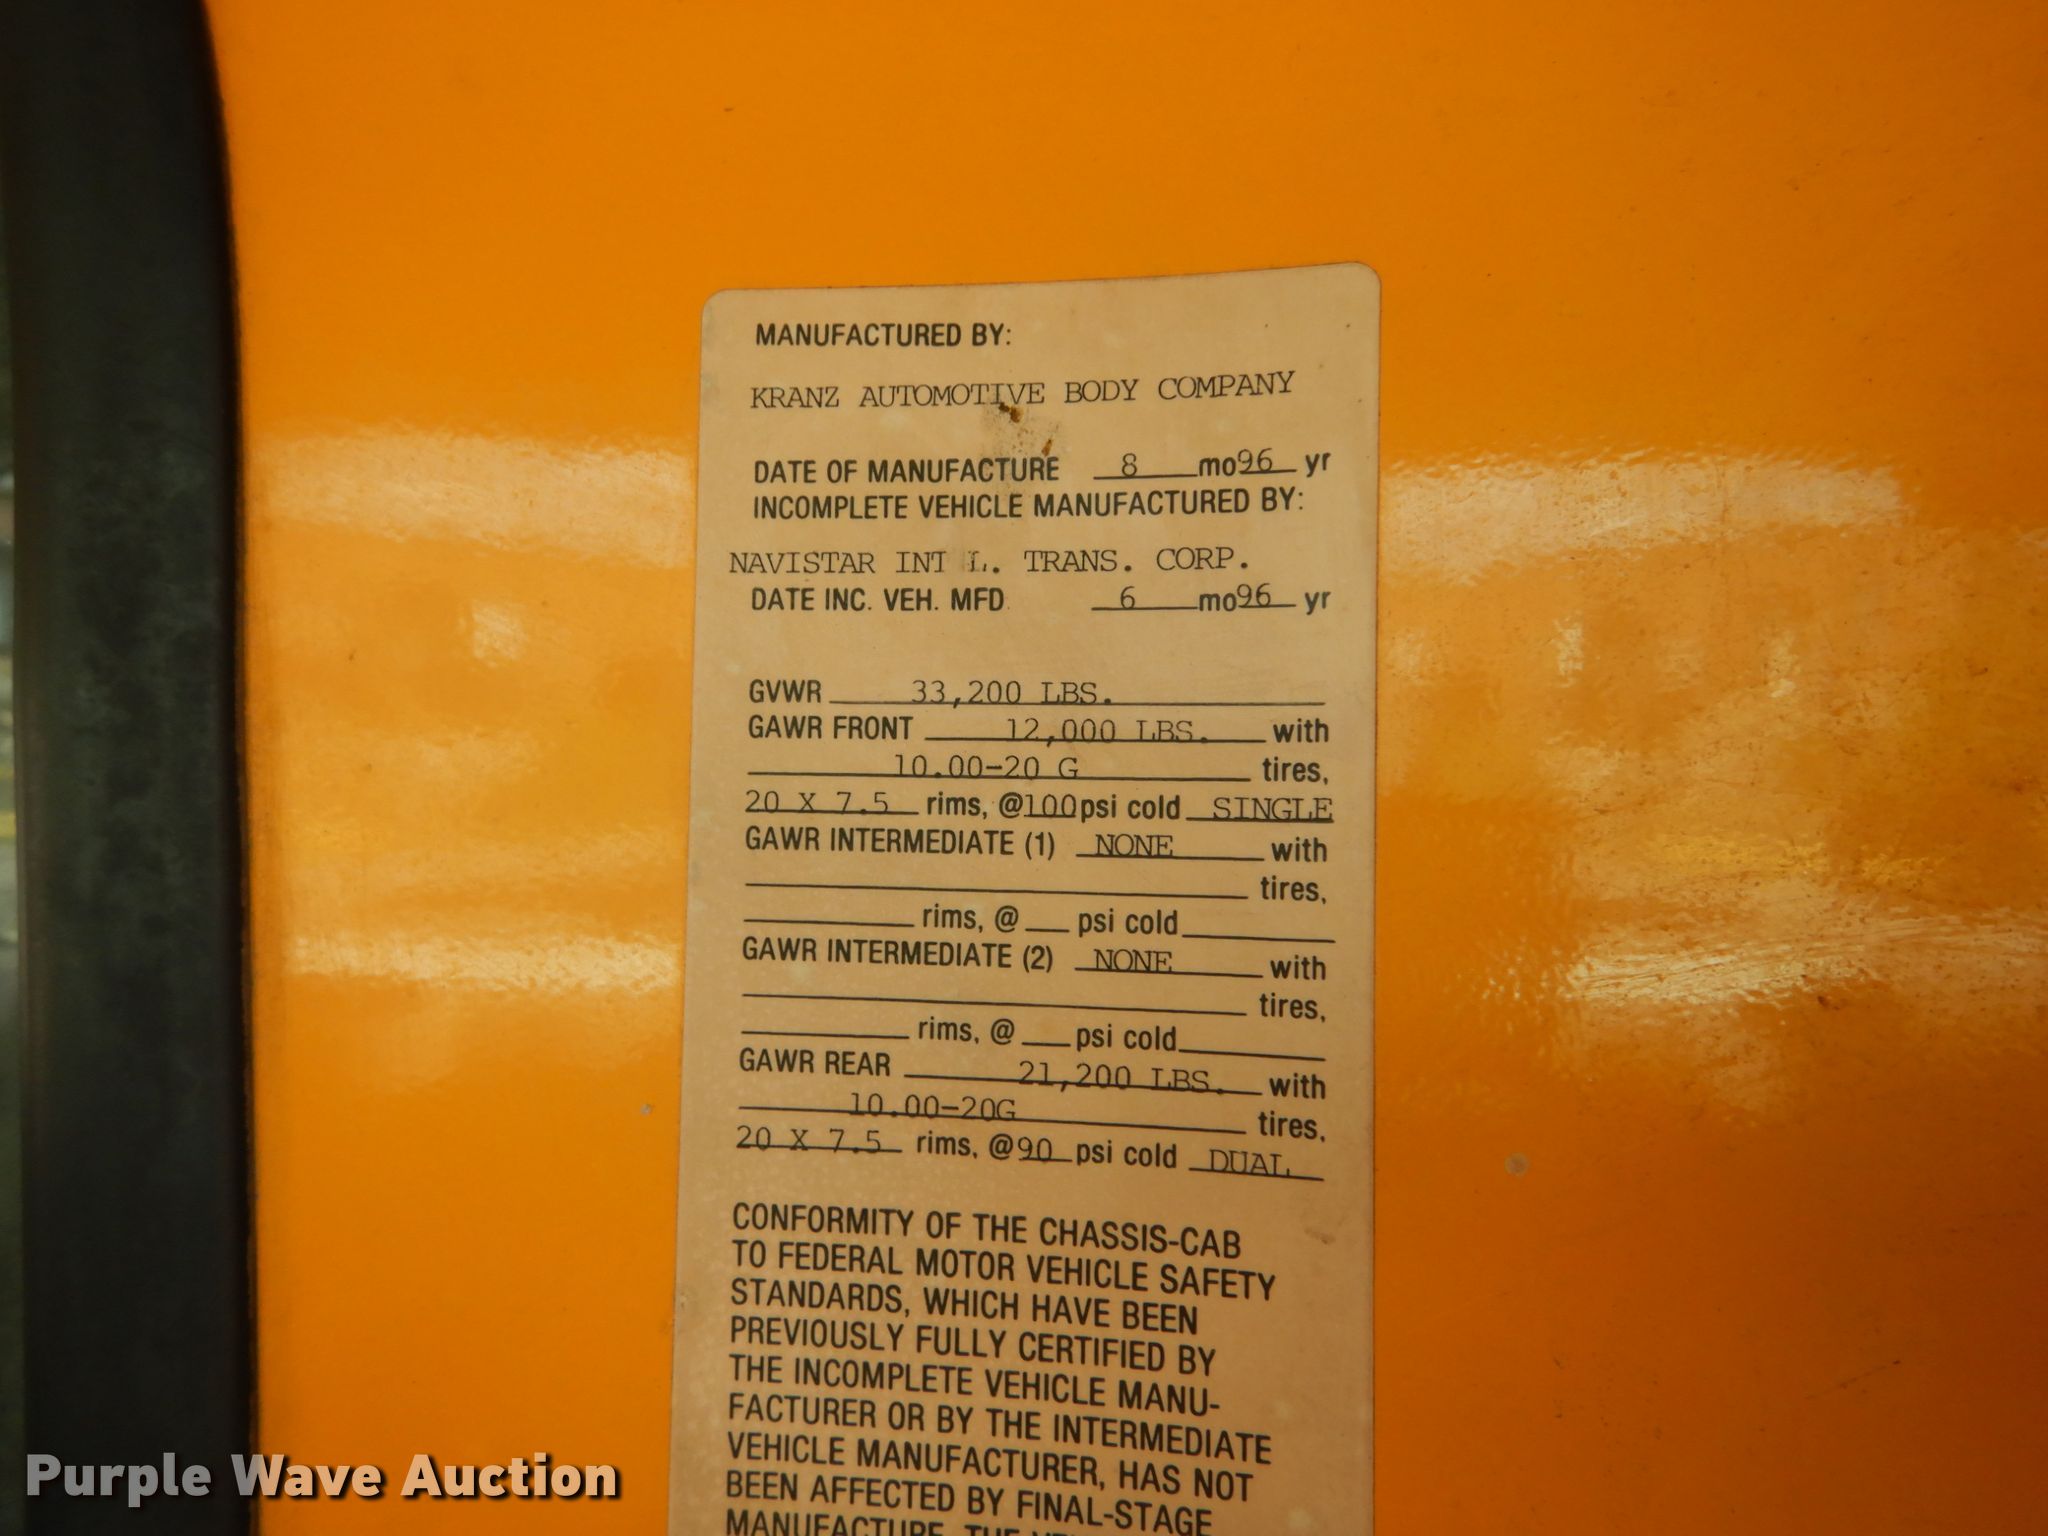 MANUFACTURED BY:
KRANZ AUTOMOTIVE BODY COMPANY
DATE OF MANUFACTURE 8 mo 96 yr
INCOMPLETE VEHICLE MANUFACTURED BY:
NAVISTAR INT L. TRANS. CORP.
DATE INC. VEH. MFD 6 mo 96 yr
GVWR 33,200 LBS.
GAWR FRONT 12,000 LBS. with
10.00-20 G tires,
20 X 7.5 rims, @ 100 psi cold SINGLE
GAWR INTERMEDIATE (1) NONE with
tires,
rims, @ psi cold
GAWR INTERMEDIATE (2) NONE with
tires,
rims, @ psi cold
GAWR REAR 21,200 LBS. with
10.00-20G tires,
20 X 7.5 rims, @ 90 psi cold DUAL
CONFORMITY OF THE CHASSIS-CAB
TO FEDERAL MOTOR VEHICLE SAFETY
STANDARDS, WHICH HAVE BEEN
PREVIOUSLY FULLY CERTIFIED BY
THE INCOMPLETE VEHICLE MANU-
FACTURER OR BY THE INTERMEDIATE
VEHICLE MANUFACTURER, HAS NOT
BEEN AFFECTED BY FINAL-STAGE
MANUFACTURE. THE
Purple Wave Auction